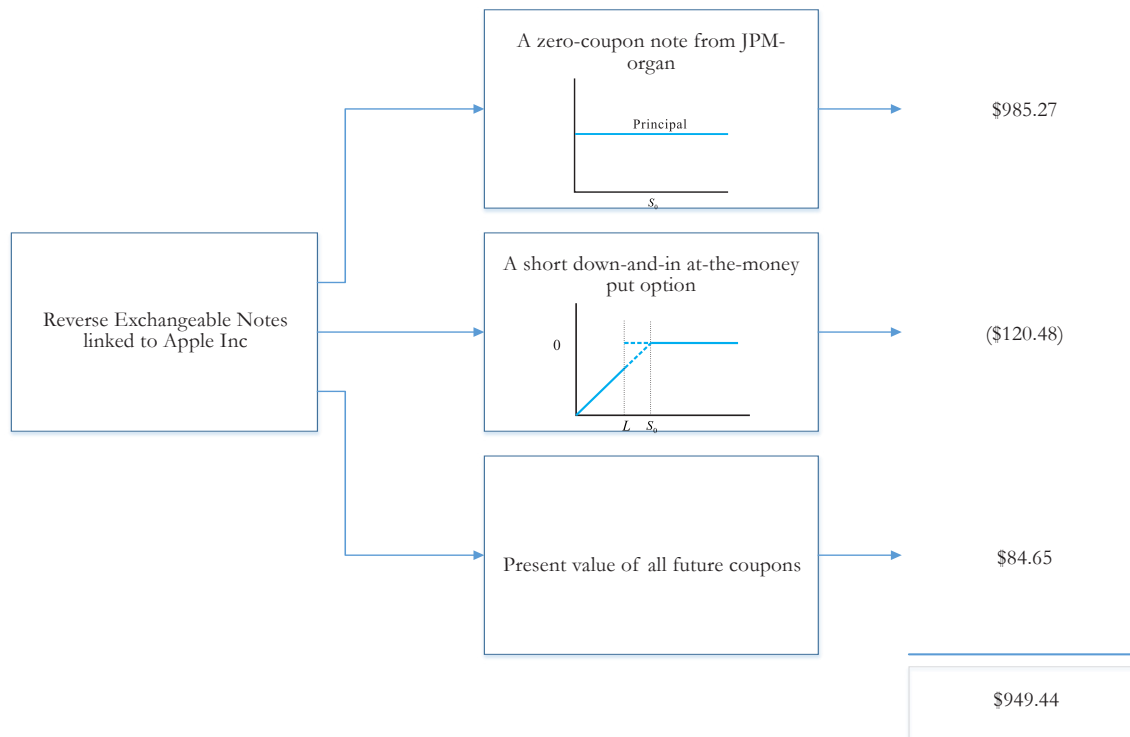 A zero-coupon note from JPM-
organ
Principal
S₀
$985.27
Reverse Exchangeable Notes
linked to Apple Inc
A short down-and-in at-the-money
put option
0
L S₀
($120.48)
Present value of all future coupons
$84.65
$949.44